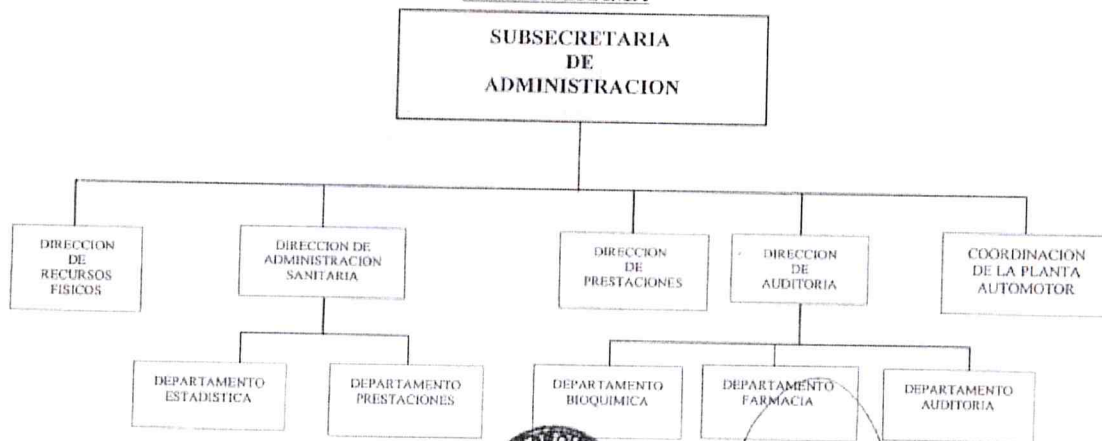 SUBSECRETARIA
DE
ADMINISTRACION
DIRECCION
DE
RECURSOS
FISICOS
DIRECCION DE
ADMINISTRACION
SANITARIA
DIRECCION
DE
PRESTACIONES
DIRECCION
DE
AUDITORIA
COORDINACION
DE LA PLANTA
AUTOMOTOR
DEPARTAMENTO
ESTADISTICA
DEPARTAMENTO
PRESTACIONES
DEPARTAMENTO
BIOQUIMICA
DEPARTAMENTO
FARMACIA
DEPARTAMENTO
AUDITORIA